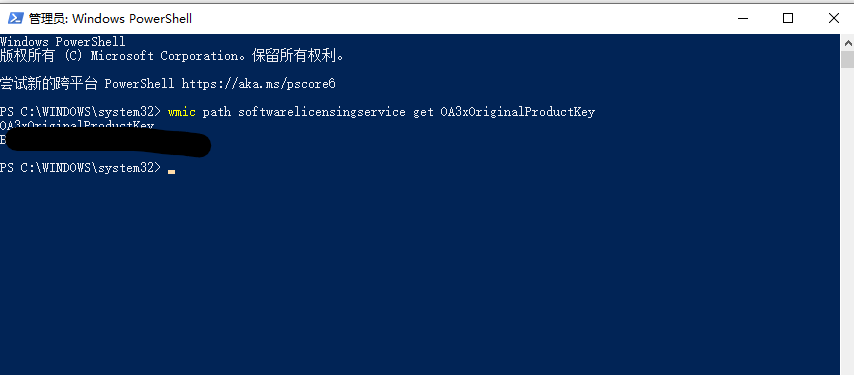 管理员: Windows PowerShell
Windows PowerShell
版权所有 (C) Microsoft Corporation。保留所有权利。
尝试新的跨平台 PowerShell https://aka.ms/pscore6
PS C:\WINDOWS\system32> wmic path softwarelicensingservice get OA3xOriginalProductKey
OA3xOriginalProductKey
PS C:\WINDOWS\system32>